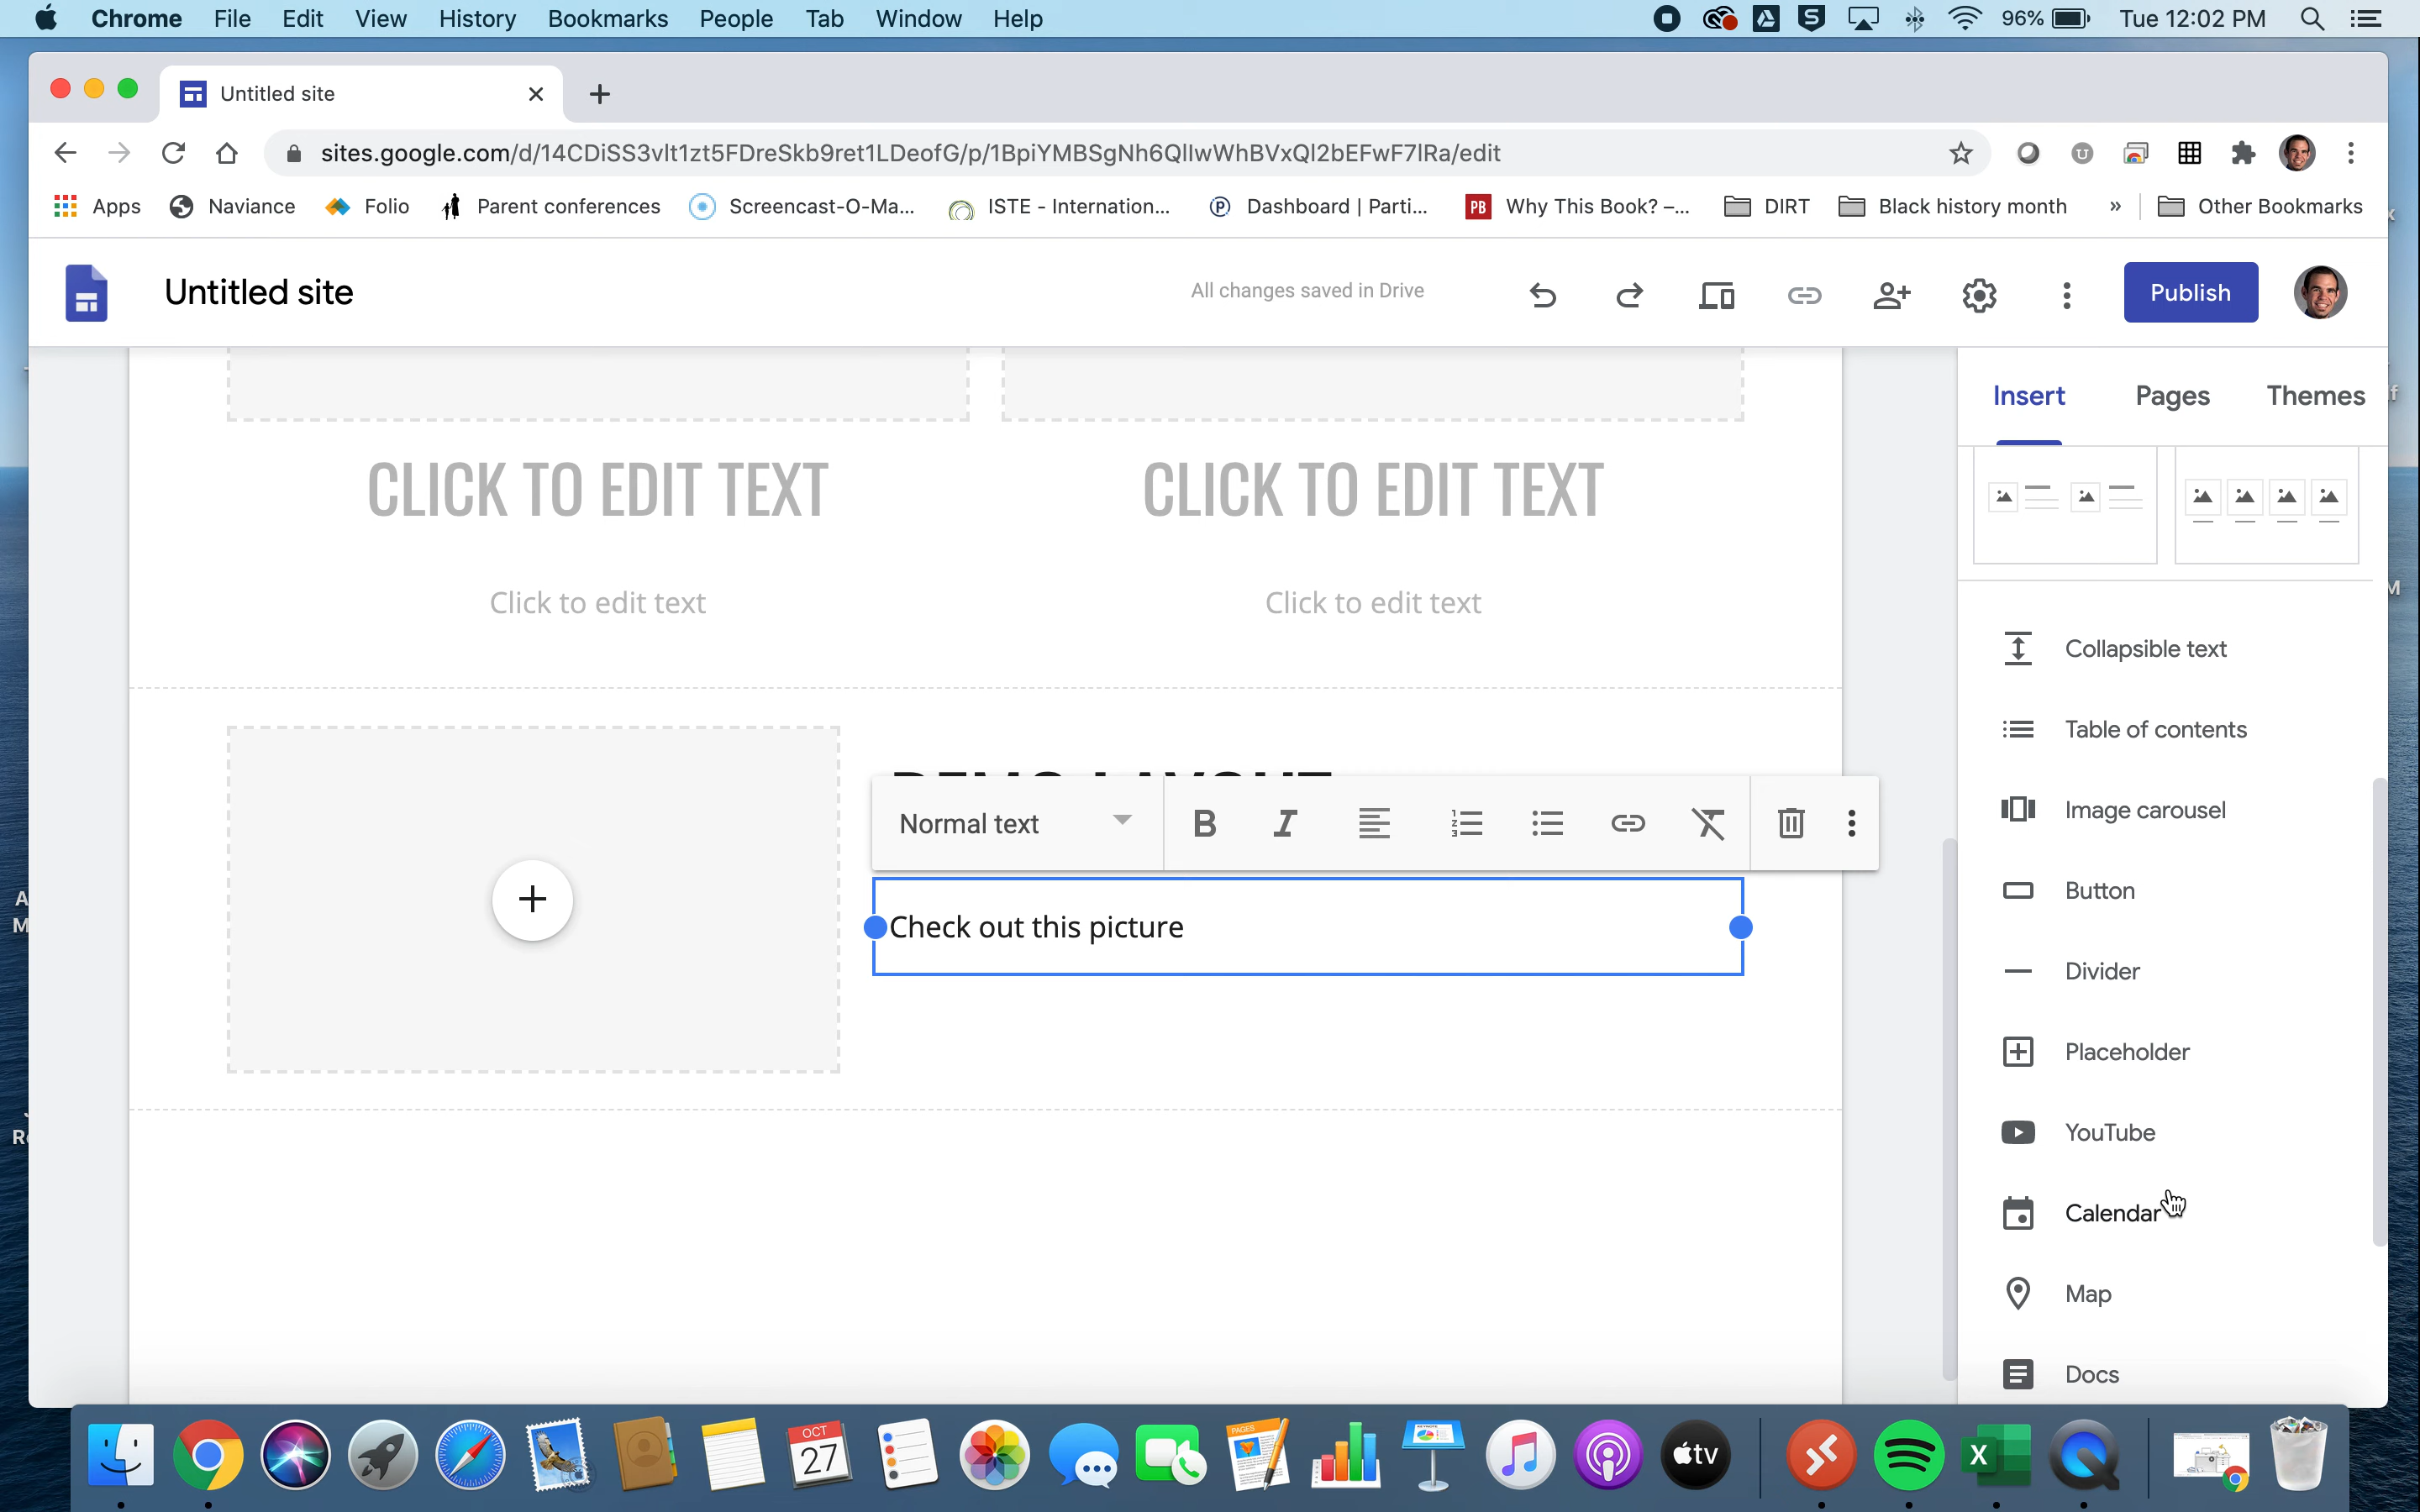 Chrome File Edit View History Bookmarks People Tab Window Help 96% Tue 12:02 PM
Untitled site
sites.google.com/d/14CDiSS3vlt1zt5FDreSkb9ret1LDeofG/p/1BpiYMBSgNh6QlIwWhBVxQl2bEFwF7lRa/edit
Apps Naviance Folio Parent conferences Screencast-O-Ma... ISTE - Internation... Dashboard | Parti... PB Why This Book? –... DIRT Black history month » Other Bookmarks
Untitled site All changes saved in Drive Publish
Insert Pages Themes
CLICK TO EDIT TEXT CLICK TO EDIT TEXT
Click to edit text Click to edit text
Collapsible text
Table of contents
Image carousel
Normal text B I
Button
Check out this picture
Divider
Placeholder
YouTube
Calendar
Map
Docs
OCT
27
PAGES
tv
X